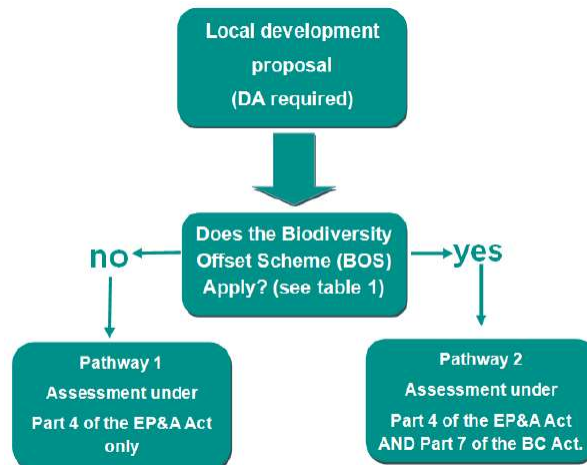 Local development
proposal
(DA required)
Does the Biodiversity
Offset Scheme (BOS)
Apply? (see table 1)
no
yes
Pathway 1
Assessment under
Part 4 of the EP&A Act
only
Pathway 2
Assessment under
Part 4 of the EP&A Act
AND Part 7 of the BC Act.